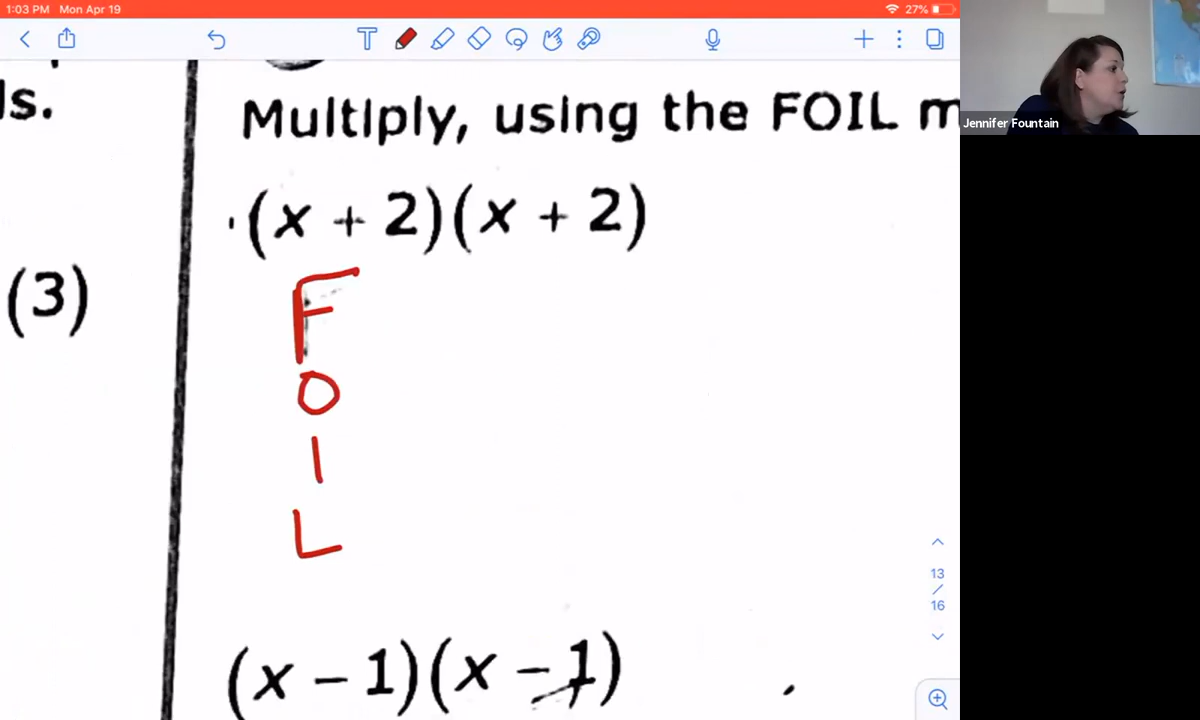 1:03 PM Mon Apr 19
27%
T
ls.
Multiply, using the FOIL m
(x + 2)(x + 2)
(3)
F
O
I
L
(x - 1)(x - 1)
13
/
16
Jennifer Fountain